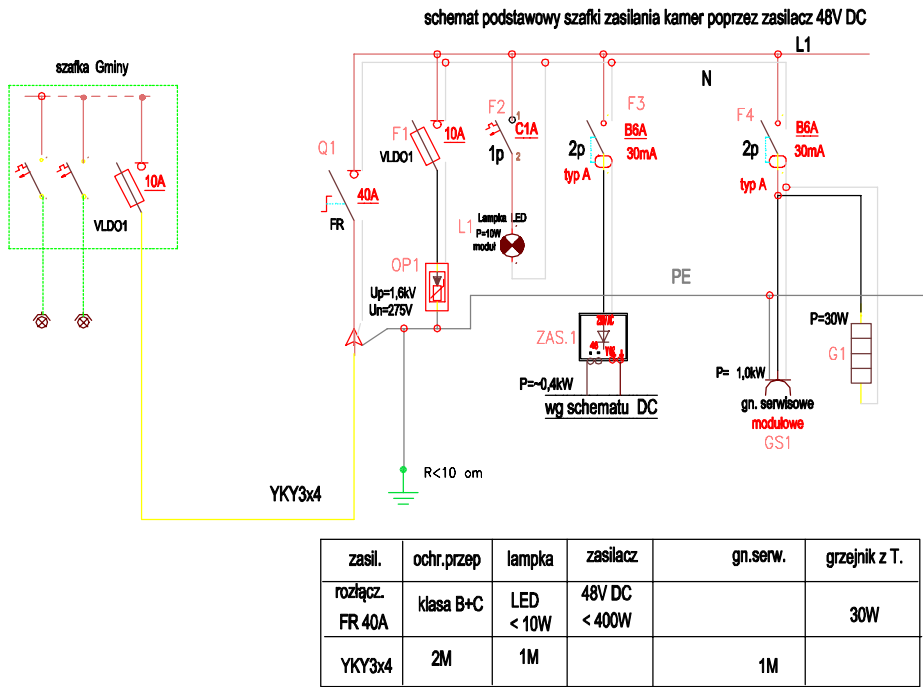 schemat podstawowy szafki zasilania kamer poprzez zasilacz 48V DC
L1
szafka Gminy
N
F1
10A
VLDO1
F2
1
C1A
1p
2
F3
B6A
2p
30mA
typ A
F4
B6A
2p
30mA
typ A
Q1
40A
FR
10A
VLDO1
L1
Lampka LED
P=10W
moduł
OP1
Up=1,6kV
Un=275V
PE
ZAS.1
48
P=~0,4kW
wg schematu DC
P=30W
G1
P= 1,0kW
gn. serwisowe
modułowe
GS1
R<10 om
YKY3x4
zasil. ochr.przep lampka zasilacz gn.serw. grzejnik z T.
rozłącz. klasa B+C LED 48V DC
FR 40A < 10W < 400W 30W
YKY3x4 2M 1M 1M